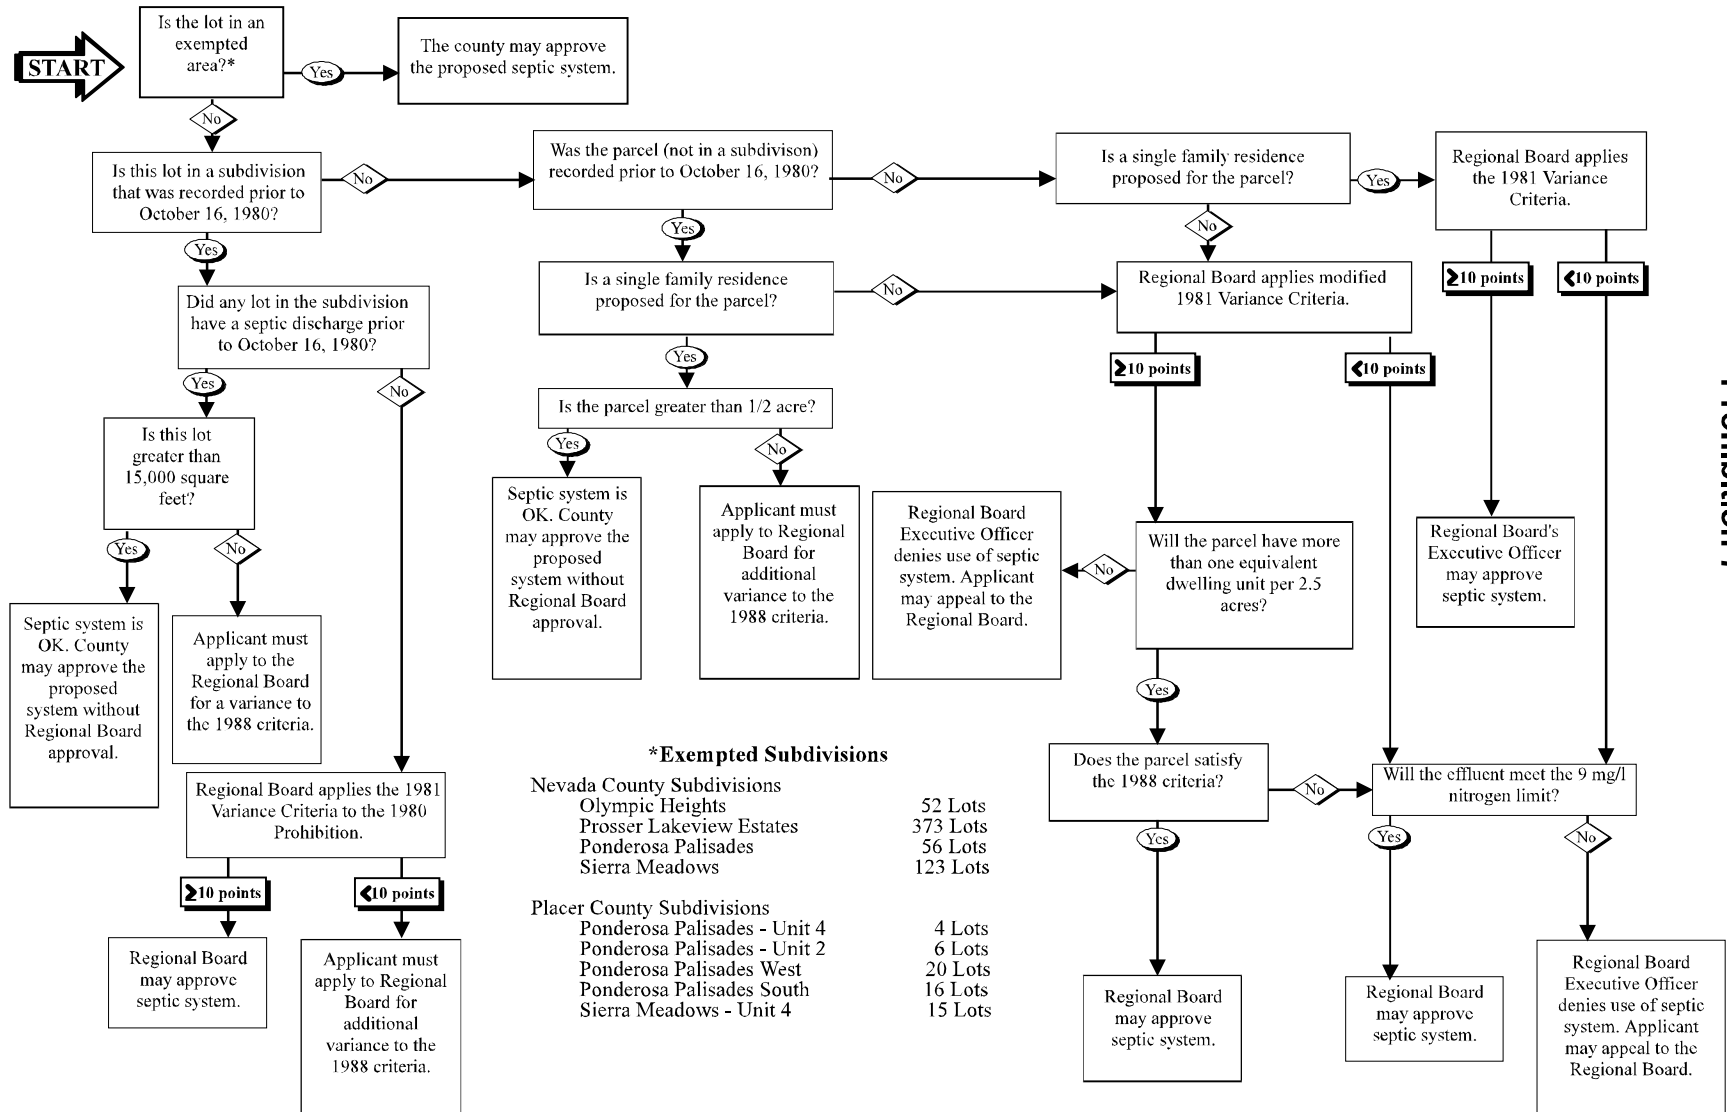 START
Is the lot in an
exempted
area?*
Yes
The county may approve
the proposed septic system.
No
Is this lot in a subdivision
that was recorded prior to
October 16, 1980?
No
Was the parcel (not in a subdivison)
recorded prior to October 16, 1980?
No
Is a single family residence
proposed for the parcel?
Yes
Regional Board applies
the 1981 Variance
Criteria.
Yes
Yes
No
≥10 points
<10 points
Did any lot in the subdivision
have a septic discharge prior
to October 16, 1980?
Is a single family residence
proposed for the parcel?
No
Regional Board applies modified
1981 Variance Criteria.
Yes
No
Yes
≥10 points
<10 points
Is this lot
greater than
15,000 square
feet?
Is the parcel greater than 1/2 acre?
Yes
No
Yes
No
Septic system is
OK. County
may approve the
proposed
system without
Regional Board
approval.
Applicant must
apply to the
Regional Board
for a variance to
the 1988 criteria.
Septic system is
OK. County
may approve the
proposed
system without
Regional Board
approval.
Applicant must
apply to Regional
Board for
additional
variance to the
1988 criteria.
Regional Board
Executive Officer
denies use of septic
system. Applicant
may appeal to the
Regional Board.
No
Will the parcel have more
than one equivalent
dwelling unit per 2.5
acres?
Regional Board's
Executive Officer
may approve
septic system.
Yes
Regional Board applies the 1981
Variance Criteria to the 1980
Prohibition.
Does the parcel satisfy
the 1988 criteria?
No
Will the effluent meet the 9 mg/l
nitrogen limit?
≥10 points
<10 points
Yes
Yes
No
Regional Board
may approve
septic system.
Applicant must
apply to Regional
Board for
additional
variance to the
1988 criteria.
Regional Board
may approve
septic system.
Regional Board
may approve
septic system.
Regional Board
Executive Officer
denies use of septic
system. Applicant
may appeal to the
Regional Board.
*Exempted Subdivisions
Nevada County Subdivisions
Olympic Heights 52 Lots
Prosser Lakeview Estates 373 Lots
Ponderosa Palisades 56 Lots
Sierra Meadows 123 Lots
Placer County Subdivisions
Ponderosa Palisades - Unit 4 4 Lots
Ponderosa Palisades - Unit 2 6 Lots
Ponderosa Palisades West 20 Lots
Ponderosa Palisades South 16 Lots
Sierra Meadows - Unit 4 15 Lots